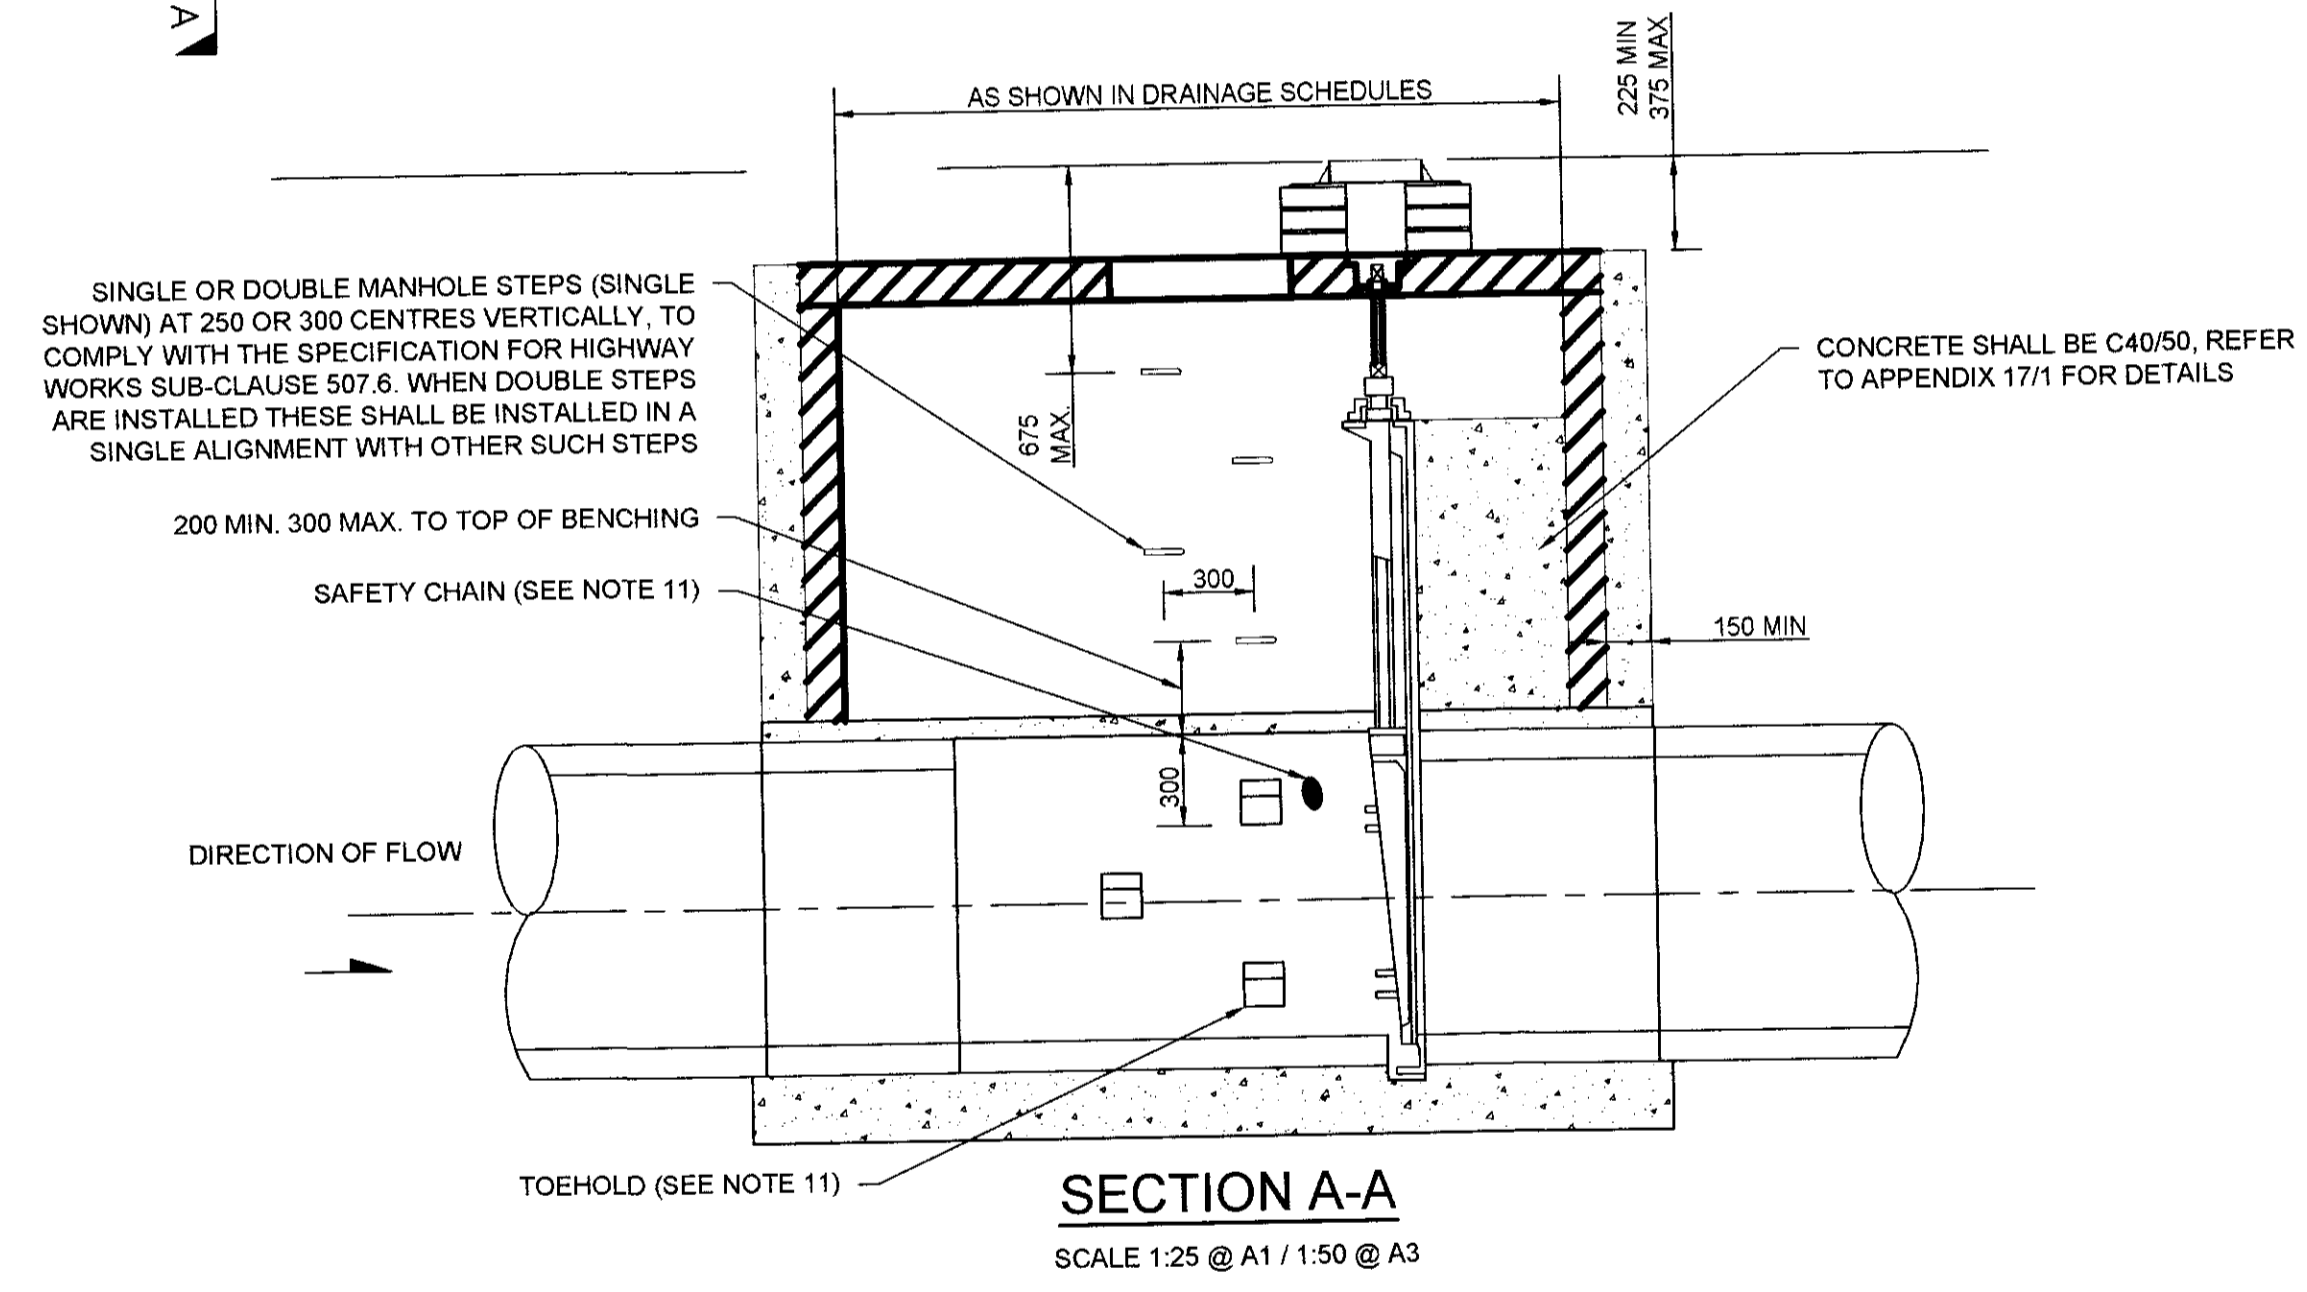 A
225 MIN
375 MAX
AS SHOWN IN DRAINAGE SCHEDULES
SINGLE OR DOUBLE MANHOLE STEPS (SINGLE
SHOWN) AT 250 OR 300 CENTRES VERTICALLY, TO
COMPLY WITH THE SPECIFICATION FOR HIGHWAY
WORKS SUB-CLAUSE 507.6. WHEN DOUBLE STEPS
ARE INSTALLED THESE SHALL BE INSTALLED IN A
SINGLE ALIGNMENT WITH OTHER SUCH STEPS
CONCRETE SHALL BE C40/50, REFER
TO APPENDIX 17/1 FOR DETAILS
675
MAX.
200 MIN. 300 MAX. TO TOP OF BENCHING
SAFETY CHAIN (SEE NOTE 11)
300
150 MIN
300
DIRECTION OF FLOW
TOEHOLD (SEE NOTE 11)
SECTION A-A
SCALE 1:25 @ A1 / 1:50 @ A3